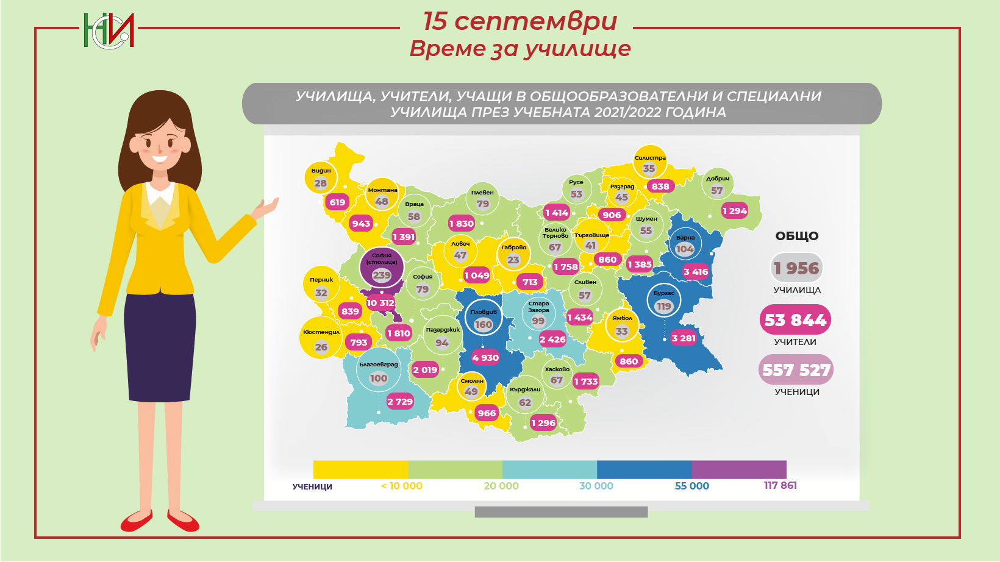 НСИ
15 септември
Време за училище
УЧИЛИЩА, УЧИТЕЛИ, УЧАЩИ В ОБЩООБРАЗОВАТЕЛНИ И СПЕЦИАЛНИ
УЧИЛИЩА ПРЕЗ УЧЕБНАТА 2021/2022 ГОДИНА
Видин
28
619
Монтана
48
943
Враца
58
1 391
Плевен
79
1 830
Русе
53
1 414
Силистра
35
838
Разград
45
906
Добрич
57
1 294
Шумен
55
1 385
Варна
104
3 416
Велико
Търново
67
1 758
Търговище
41
860
Ловеч
47
1 049
Габрово
23
713
София
(столица)
239
10 312
София
79
1 810
Перник
32
839
Кюстендил
26
793
Благоевград
100
2 729
Пазарджик
94
2 019
Пловдив
160
4 930
Смолян
49
966
Стара
Загора
99
2 426
Сливен
57
1 434
Ямбол
33
860
Бургас
119
3 281
Хасково
67
1 733
Кърджали
62
1 296
ОБЩО
1 956
УЧИЛИЩА
53 844
УЧИТЕЛИ
557 527
УЧЕНИЦИ
УЧЕНИЦИ
< 10 000
20 000
30 000
55 000
117 861